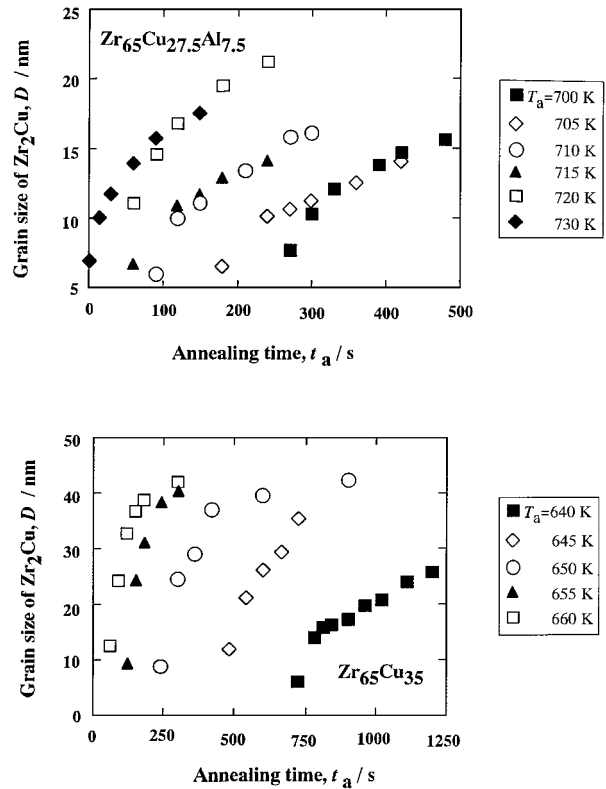 Zr65Cu27.5Al7.5
25
20
15
10
5
0
100
200
300
400
500
Grain size of Zr2Cu, D / nm
Annealing time, t a / s
Ta=700 K
705 K
710 K
715 K
720 K
730 K
50
40
30
20
10
0
0
250
500
750
1000
1250
Grain size of Zr2Cu, D / nm
Zr65Cu35
Annealing time, t a / s
Ta=640 K
645 K
650 K
655 K
660 K